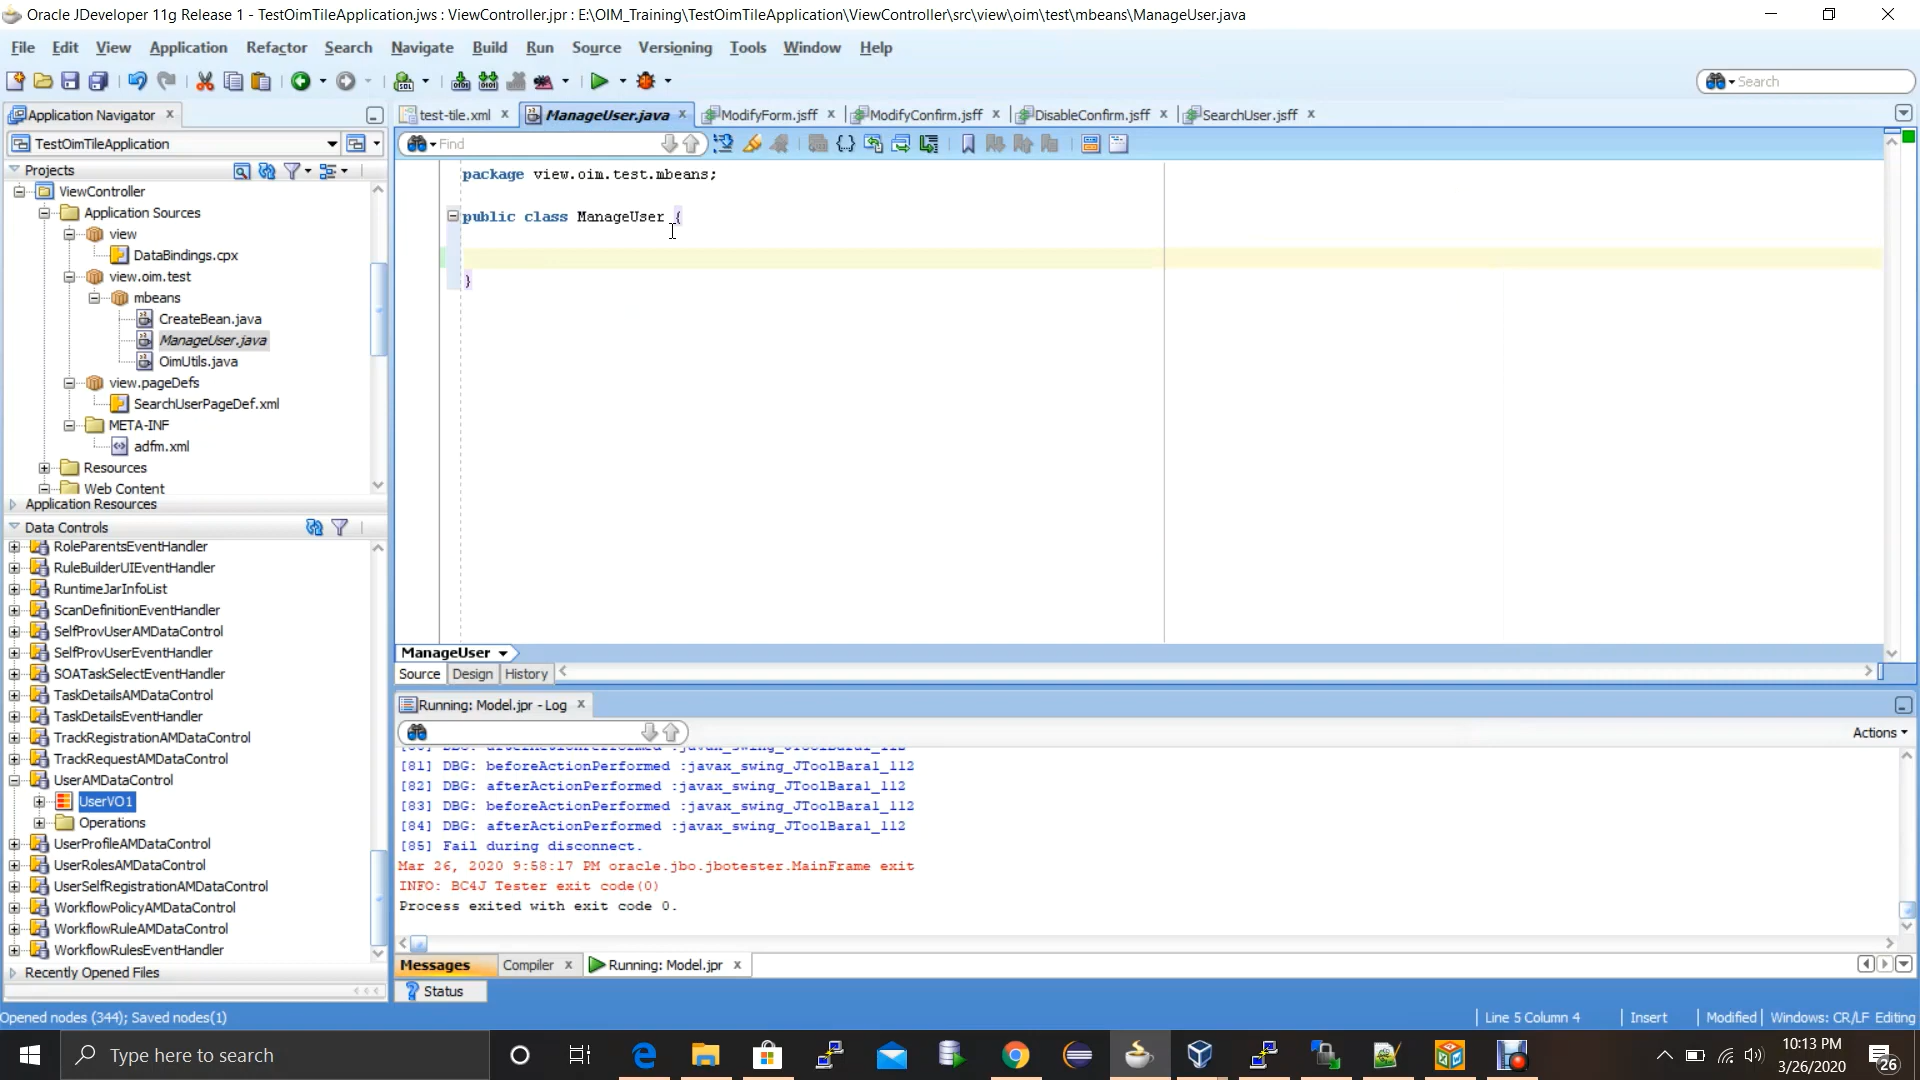 Oracle JDeveloper 11g Release 1 - TestOimTileApplication.jws : ViewController.jpr : E:\OIM_Training\TestOimTileApplication\ViewController\src\view\oim\test\mbeans\ManageUser.java
File Edit View Application Refactor Search Navigate Build Run Source Versioning Tools Window Help
Search
Application Navigator
test-tile.xml ManageUser.java ModifyForm.jsff ModifyConfirm.jsff DisableConfirm.jsff SearchUser.jsff
TestOimTileApplication
Find
Projects
package view.oim.test.mbeans;
ViewController
Application Sources
public class ManageUser {
view
DataBindings.cpx
view.oim.test
}
mbeans
CreateBean.java
ManageUser.java
OimUtils.java
view.pageDefs
SearchUserPageDef.xml
META-INF
adfm.xml
Resources
Web Content
Application Resources
Data Controls
RoleParentsEventHandler
RuleBuilderUIEventHandler
RuntimeJarInfoList
ScanDefinitionEventHandler
SelfProvUserAMDataControl
SelfProvUserEventHandler
SOATaskSelectEventHandler
TaskDetailsAMDataControl
TaskDetailsEventHandler
TrackRegistrationAMDataControl
TrackRequestAMDataControl
UserAMDataControl
UserVO1
Operations
UserProfileAMDataControl
UserRolesAMDataControl
UserSelfRegistrationAMDataControl
WorkflowPolicyAMDataControl
WorkflowRuleAMDataControl
WorkflowRulesEventHandler
Recently Opened Files
ManageUser
Source Design History
Running: Model.jpr - Log
Actions
[81] DBG: beforeActionPerformed :javax_swing_JToolBara1_112
[82] DBG: afterActionPerformed :javax_swing_JToolBara1_112
[83] DBG: beforeActionPerformed :javax_swing_JToolBara1_112
[84] DBG: afterActionPerformed :javax_swing_JToolBara1_112
[85] Fail during disconnect.
Mar 26, 2020 9:58:17 PM oracle.jbo.jbotester.MainFrame exit
INFO: BC4J Tester exit code(0)
Process exited with exit code 0.
Messages Compiler Running: Model.jpr
Status
Opened nodes (344); Saved nodes(1)
Line 5 Column 4 Insert Modified Windows: CR/LF Editing
Type here to search
10:13 PM
3/26/2020
26